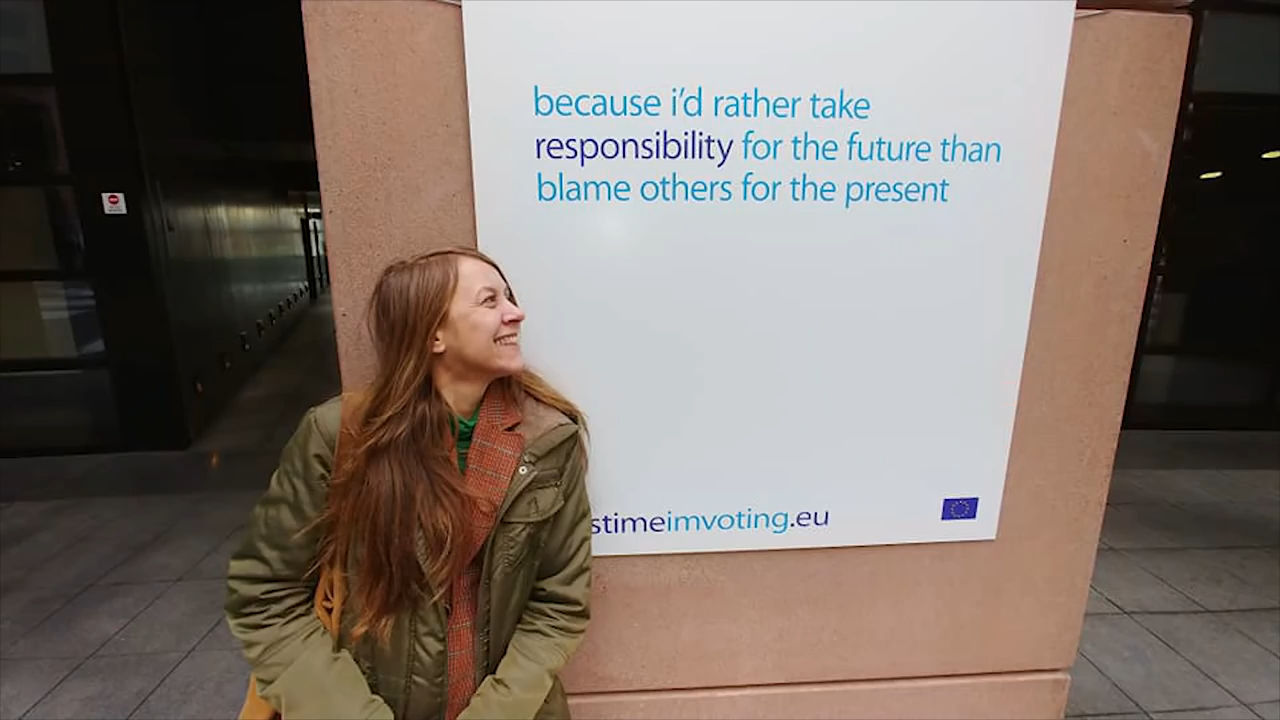 because i'd rather take
responsibility for the future than
blame others for the present
stimeimvoting.eu